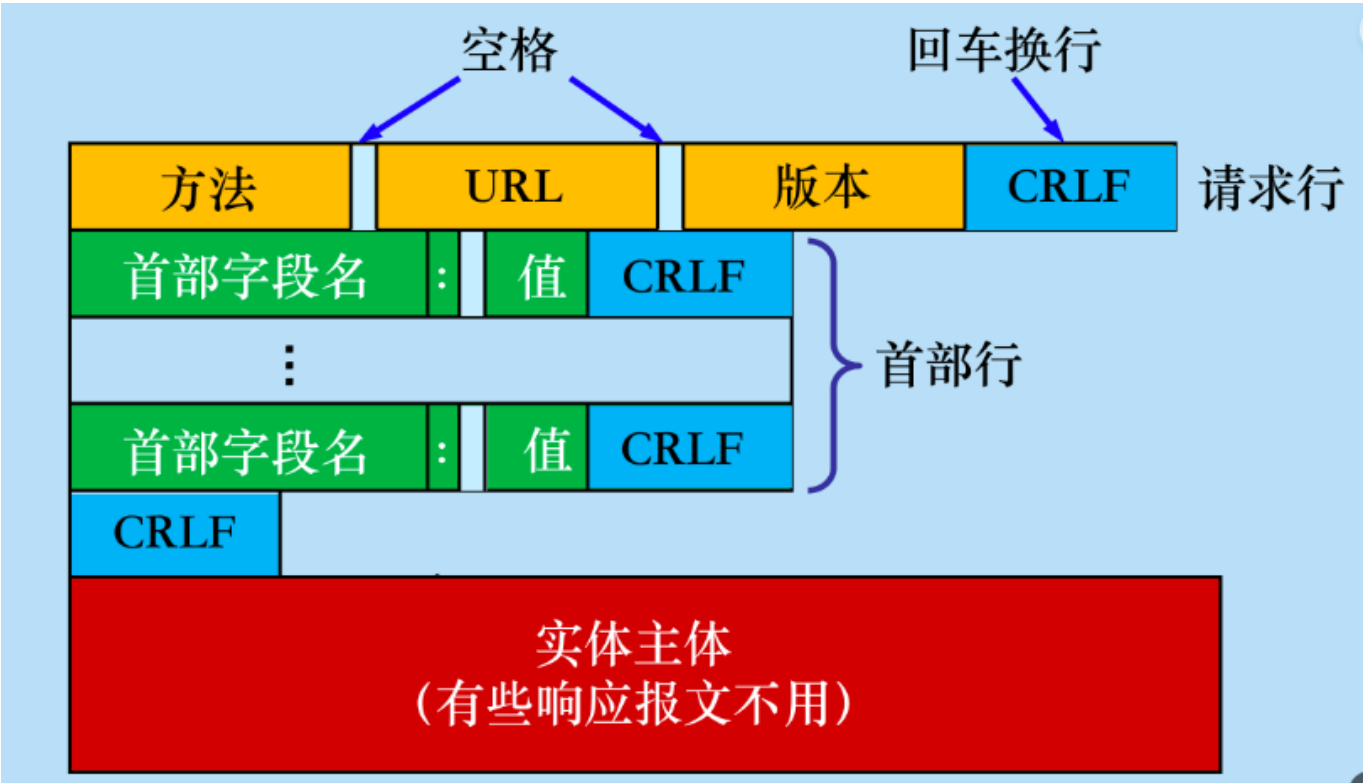 空格 回车换行
方法 URL 版本 CRLF 请求行
首部字段名 : 值 CRLF
⋮ 首部行
首部字段名 : 值 CRLF
CRLF
实体主体
(有些响应报文不用)